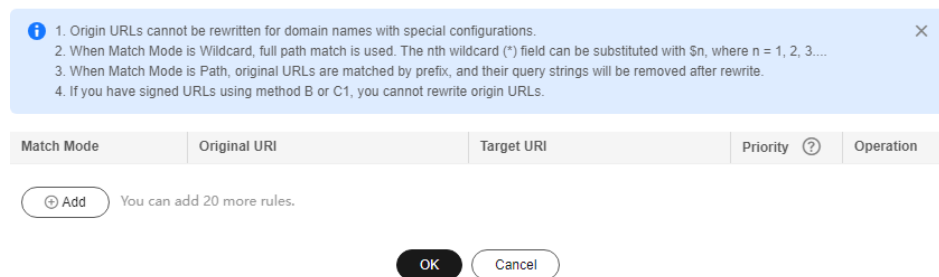 1. Origin URLs cannot be rewritten for domain names with special configurations.
2. When Match Mode is Wildcard, full path match is used. The nth wildcard (*) field can be substituted with $n, where n = 1, 2, 3....
3. When Match Mode is Path, original URLs are matched by prefix, and their query strings will be removed after rewrite.
4. If you have signed URLs using method B or C1, you cannot rewrite origin URLs.
Match Mode Original URI Target URI Priority Operation
Add You can add 20 more rules.
OK Cancel